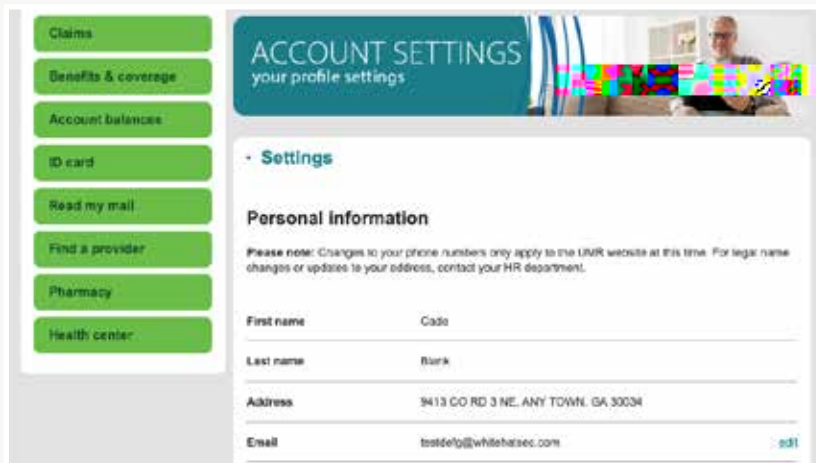 Claims
Benefits & coverage
Account balances
ID card
Read my mail
Find a provider
Pharmacy
Health center
ACCOUNT SETTINGS
your profile settings
· Settings
Personal information
Please note: Changes to your phone numbers only apply to the UMR website at this time. For legal name
changes or updates to your address, contact your HR department.
First name Cade
Last name Blank
Address 9413 CO RD 3 NE, ANY TOWN, GA 30034
Email testdefg@whitehatsec.com edit